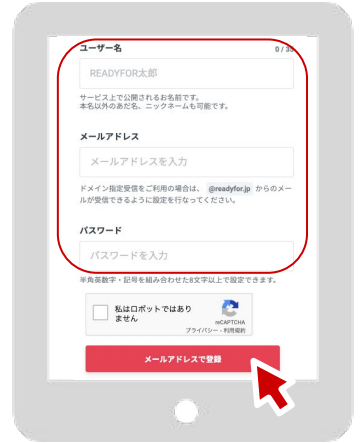 ユーザー名
0 / 35
READYFOR太郎
サービス上で公開されるお名前です。
本名以外のあだ名、ニックネームも可能です。
メールアドレス
メールアドレスを入力
ドメイン指定受信をご利用の場合は、 @readyfor.jp からのメー
ルが受信できるように設定を行なってください。
パスワード
パスワードを入力
半角英数字・記号を組み合わせた8文字以上で設定できます。
私はロボットではあり
ません
reCAPTCHA
プライバシー - 利用規約
メールアドレスで登録